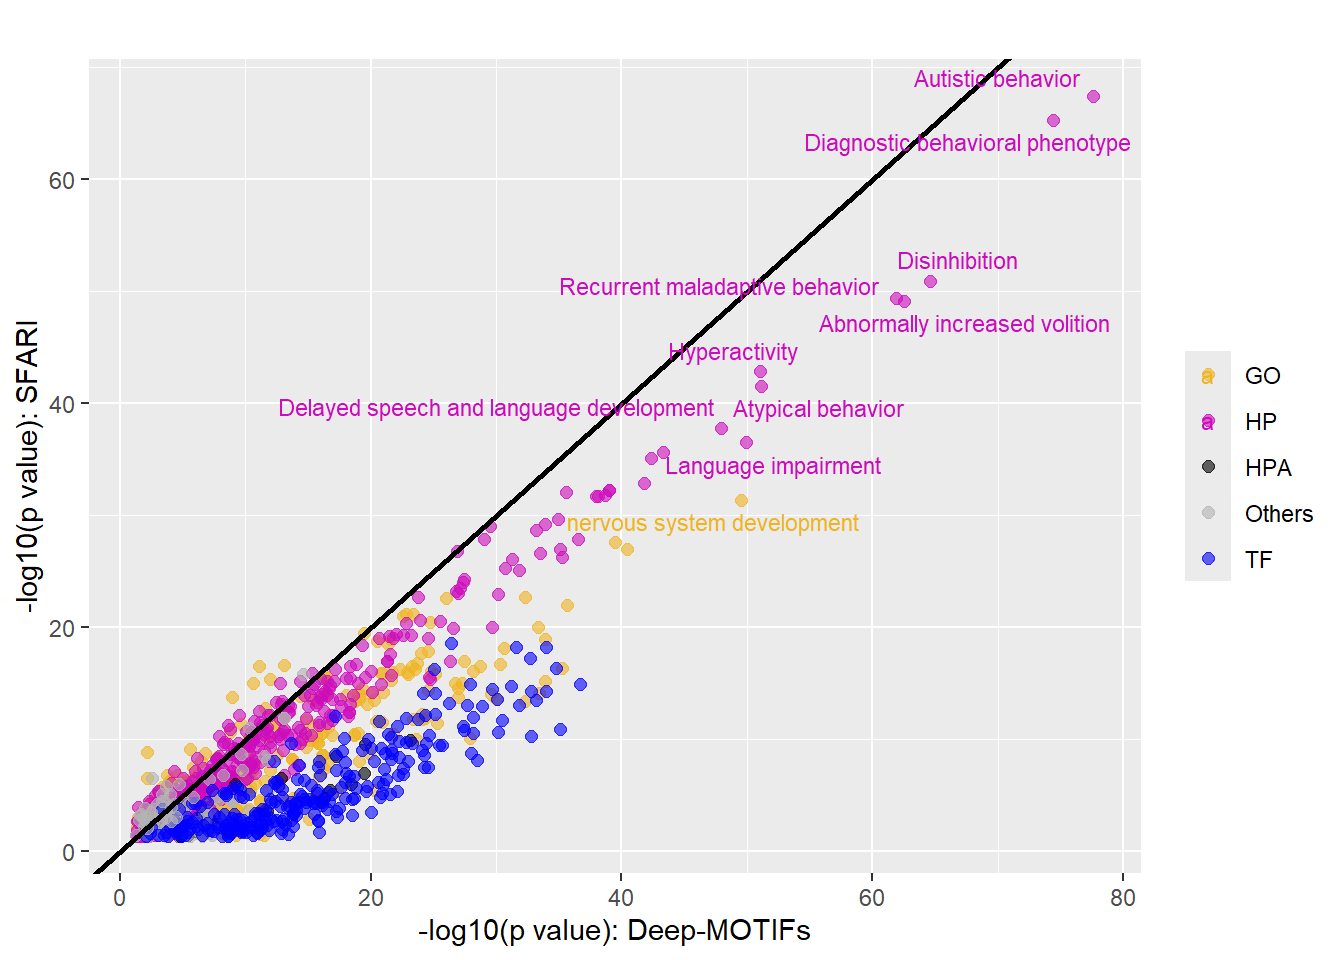 Autistic behavior
Diagnostic behavioral phenotype
60
Disinhibition
Recurrent maladaptive behavior
Abnormally increased volition
Hyperactivity
40
Delayed speech and language development
Atypical behavior
Language impairment
nervous system development
20
0
0
20
40
60
80
-log10(p value): Deep-MOTIFs
-log10(p value): SFARI
a GO
a HP
HPA
Others
TF